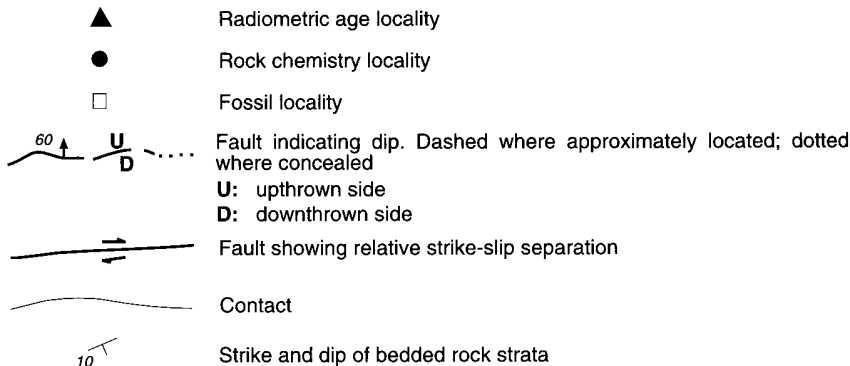 Radiometric age locality
Rock chemistry locality
Fossil locality
60 U D Fault indicating dip. Dashed where approximately located; dotted
where concealed
U: upthrown side
D: downthrown side
Fault showing relative strike-slip separation
Contact
10 Strike and dip of bedded rock strata